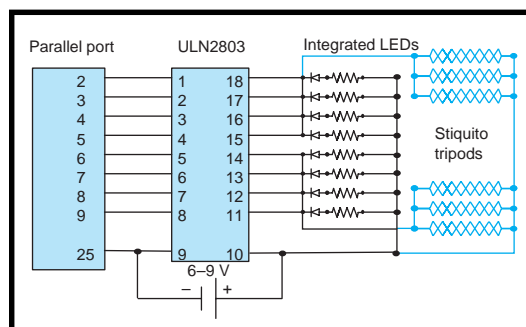 Parallel port ULN2803 Integrated LEDs
2 1 18
3 2 17
4 3 16
5 4 15
6 5 14
7 6 13
8 7 12
9 8 11
25 9 10
Stiquito
tripods
6–9 V
– +